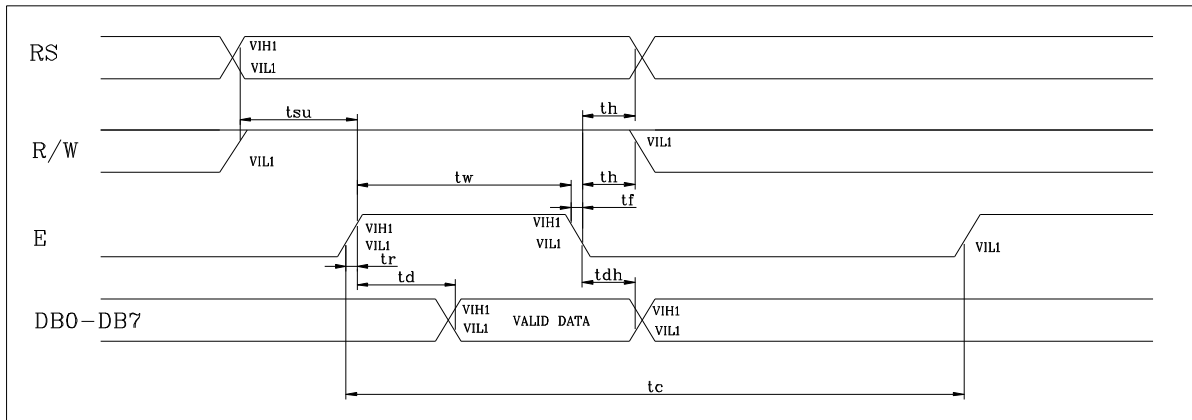 RS
VIH1
VIL1
tsu
th
R/W
VIL1
VIL1
tw
th
tf
E
VIH1
VIL1
VIH1
VIL1
VIL1
tr
td
tdh
DB0-DB7
VIH1
VIL1
VALID DATA
VIH1
VIL1
tc